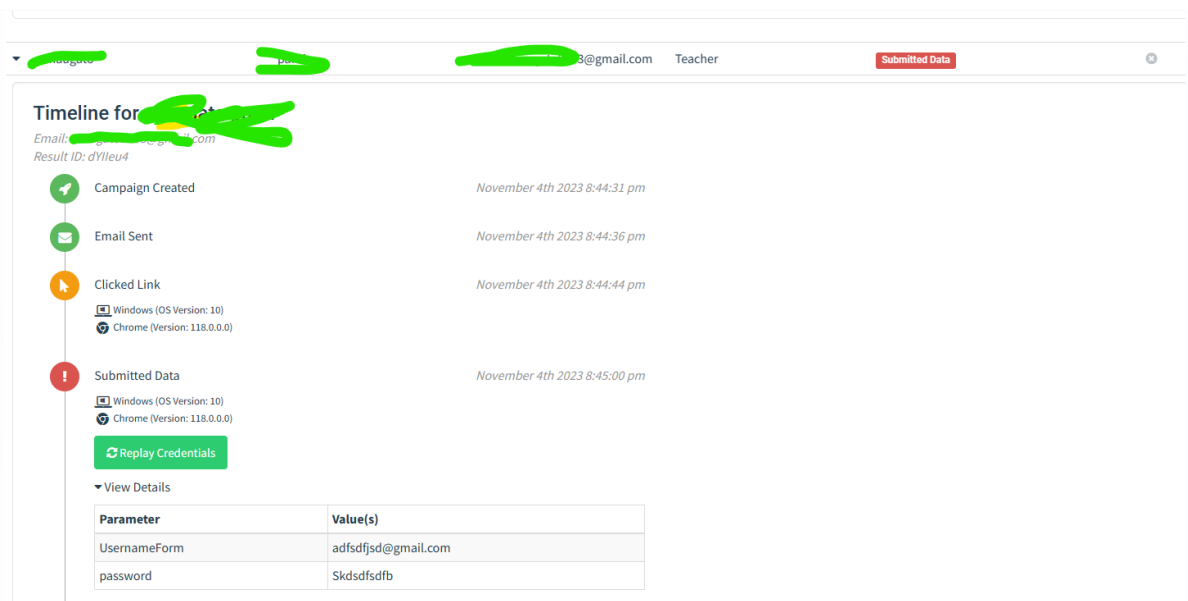 3@gmail.com Teacher Submitted Data
Timeline for
Email: gmail.com
Result ID: dYIleu4
Campaign Created November 4th 2023 8:44:31 pm
Email Sent November 4th 2023 8:44:36 pm
Clicked Link November 4th 2023 8:44:44 pm
Windows (OS Version: 10)
Chrome (Version: 118.0.0.0)
Submitted Data November 4th 2023 8:45:00 pm
Windows (OS Version: 10)
Chrome (Version: 118.0.0.0)
Replay Credentials
View Details
Parameter Value(s)
UsernameForm adfsdfjsd@gmail.com
password Skdsdfsdfb